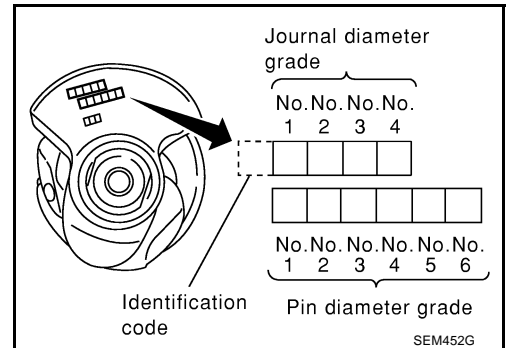 Journal diameter
grade
No. No. No. No.
1 2 3 4
No. No. No. No. No. No.
1 2 3 4 5 6
Identification
code
Pin diameter grade
SEM452G